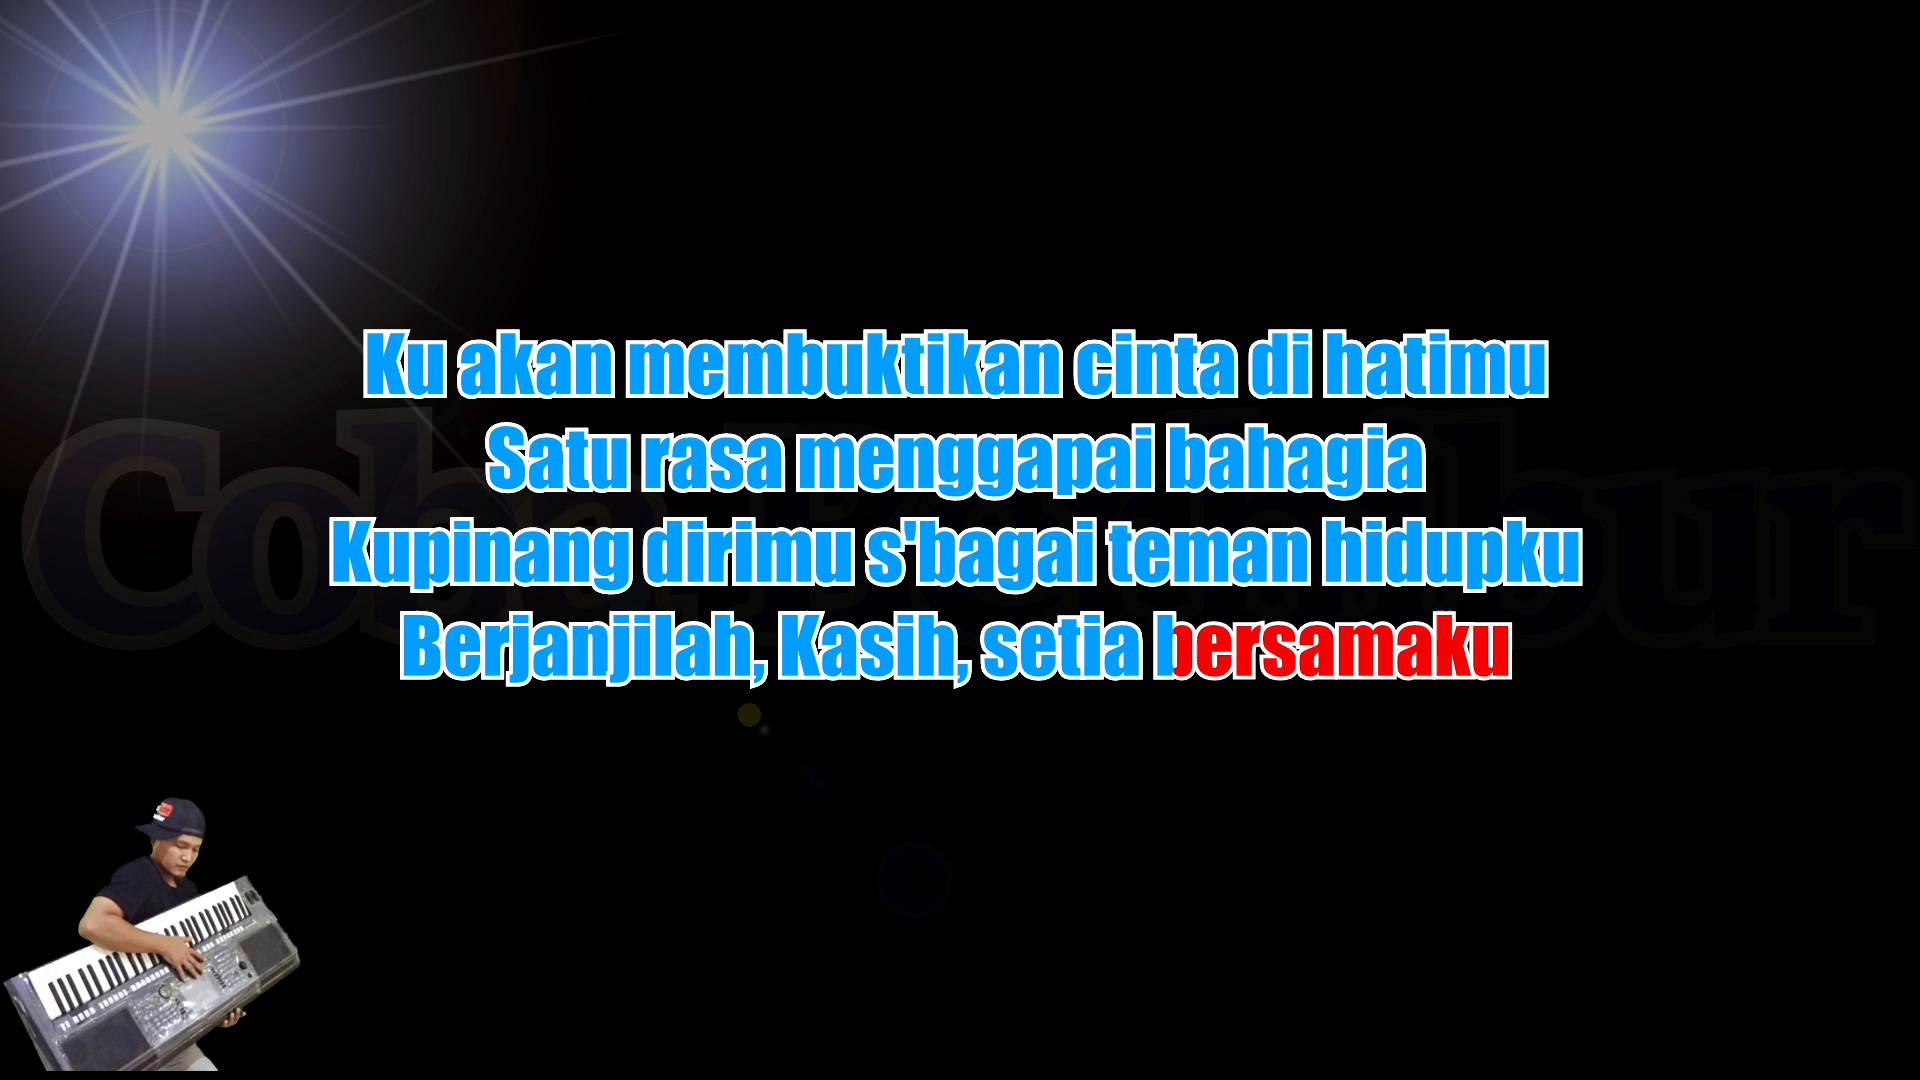 Ku akan membuktikan cinta di hatimu
Satu rasa menggapai bahagia
Kupinang dirimu s'bagai teman hidupku
Berjanjilah, Kasih, setia bersamaku